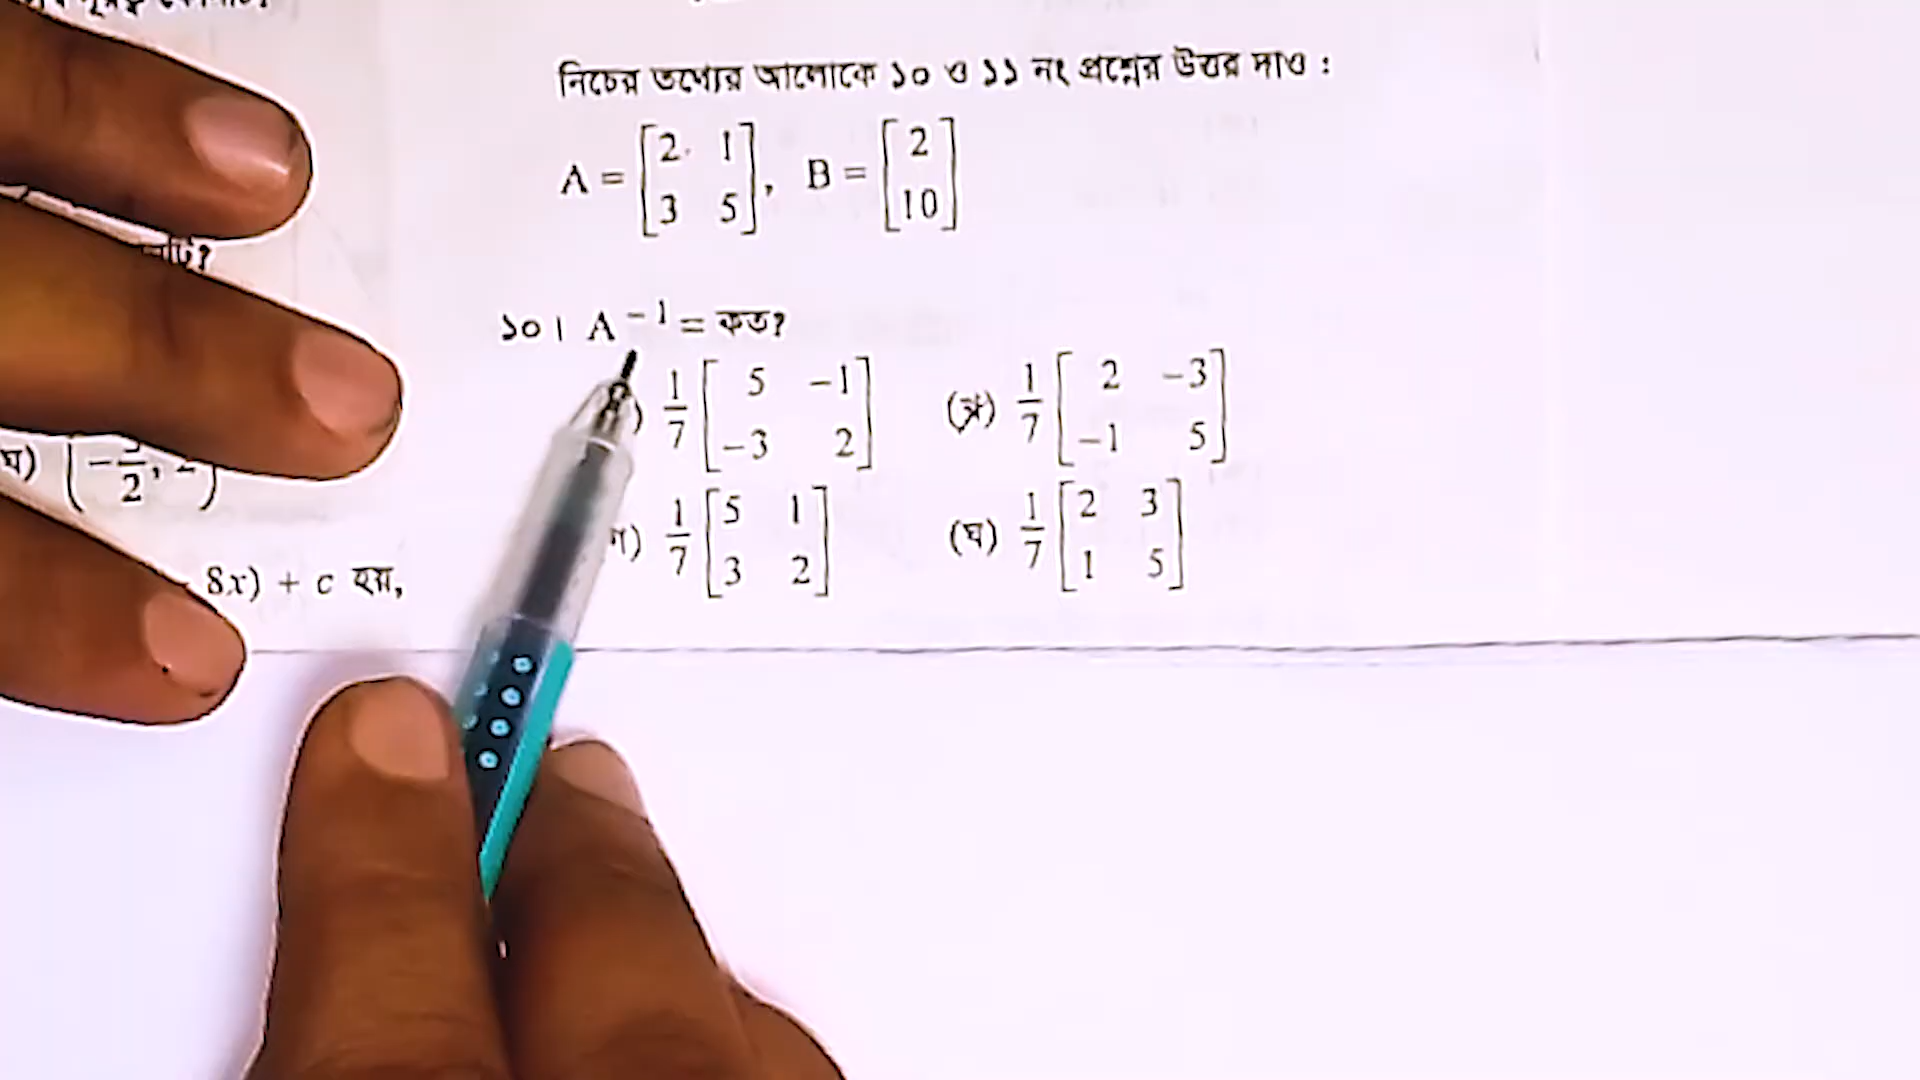 নিচের তথ্যের আলোকে ১০ ও ১১ নং প্রশ্নের উত্তর দাও :
A = [2 1], B = [2]
[3 5] [10]
১০। A⁻¹ = কত?
) 1/7 [5 −1] (খ) 1/7 [2 −3]
[−3 2] [−1 5]
গ) 1/7 [5 1] (ঘ) 1/7 [2 3]
[3 2] [1 5]
ঘ) (−
8x) + c হয়,